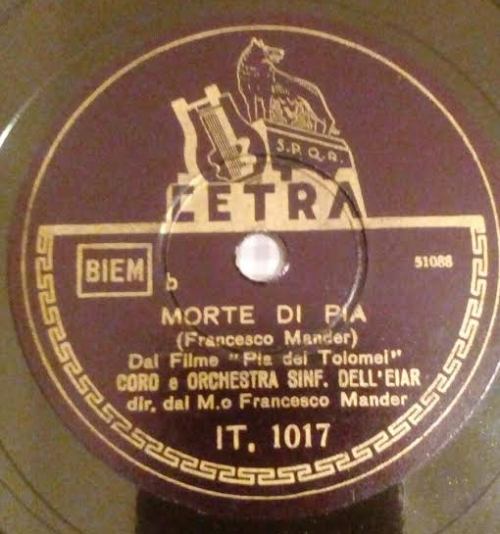 S.P.Q.R.
CETRA
BIEM
51088
b
MORTE DI PIA
(Francesco Mander)
Dal Filme "Pia dei Tolomei"
CORO e ORCHESTRA SINF. DELL'EIAR
dir. dal M.o Francesco Mander
IT. 1017